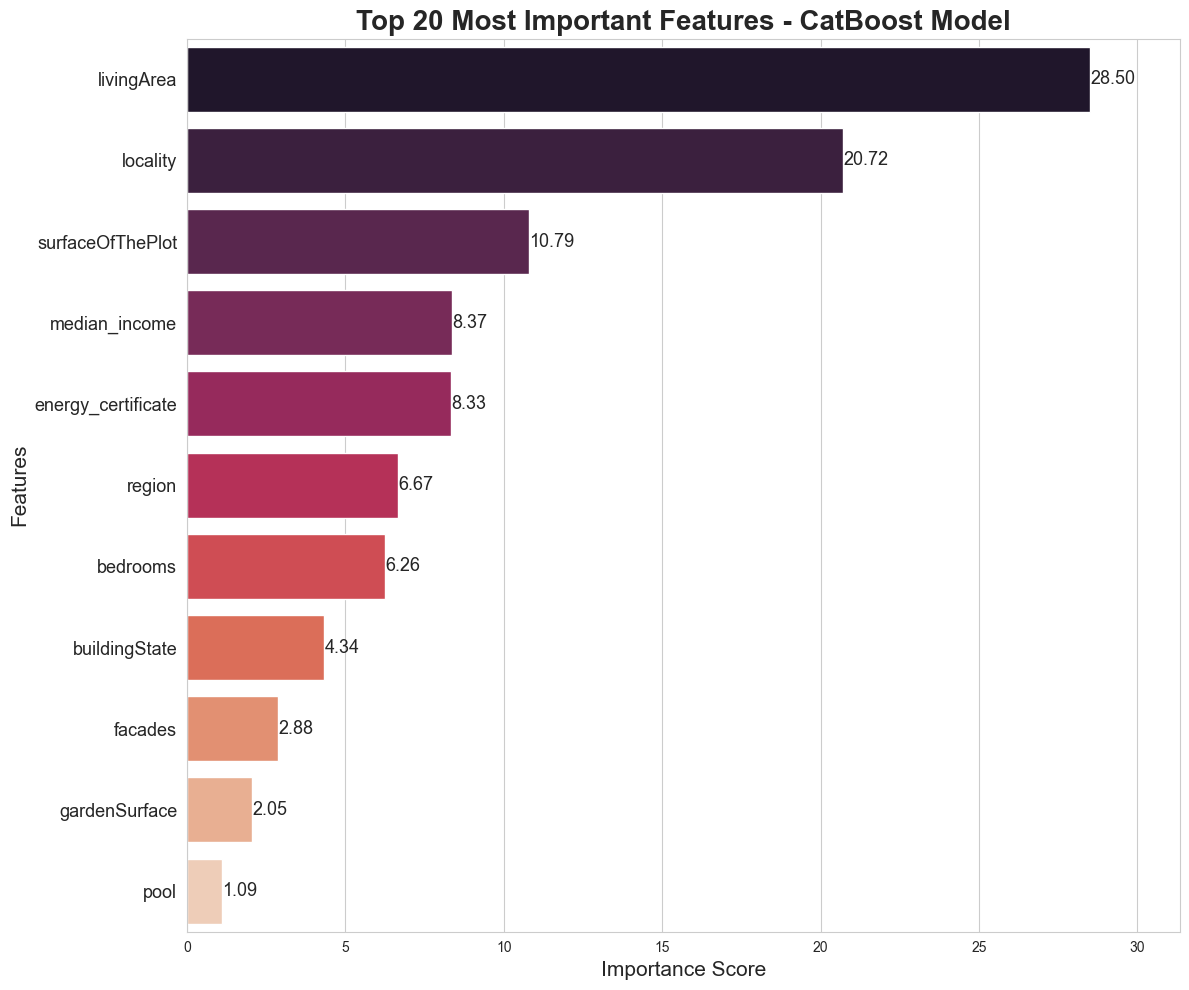 Top 20 Most Important Features - CatBoost Model
Features
livingArea 28.50
locality 20.72
surfaceOfThePlot 10.79
median_income 8.37
energy_certificate 8.33
region 6.67
bedrooms 6.26
buildingState 4.34
facades 2.88
gardenSurface 2.05
pool 1.09
0 5 10 15 20 25 30
Importance Score